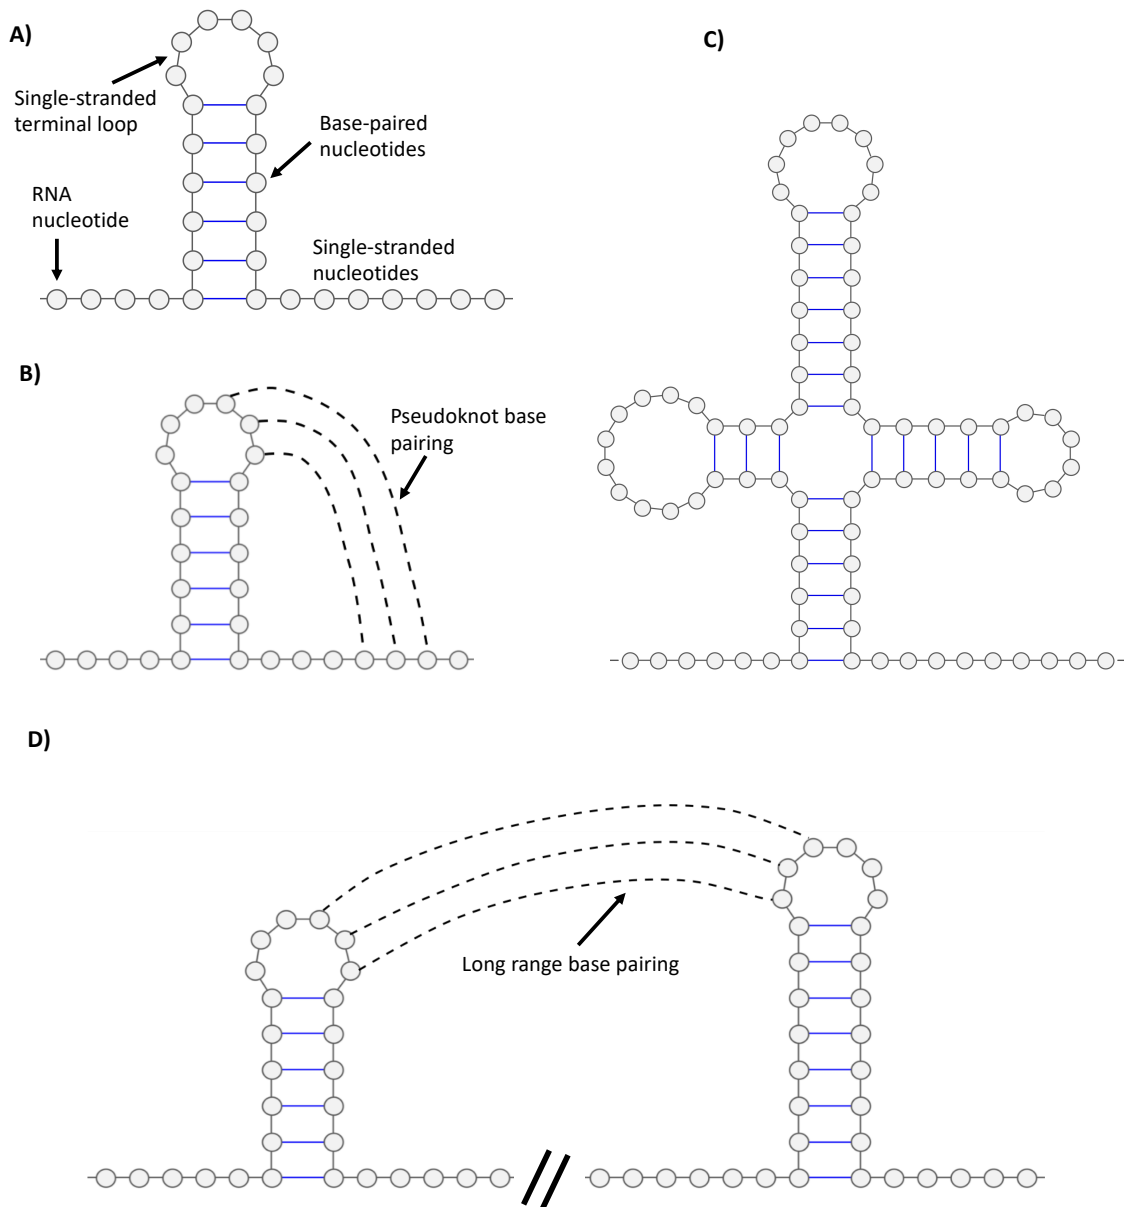 A)
Single-stranded
terminal loop
Base-paired
nucleotides
RNA
nucleotide
Single-stranded
nucleotides
B)
Pseudoknot base
pairing
C)
D)
Long range base pairing